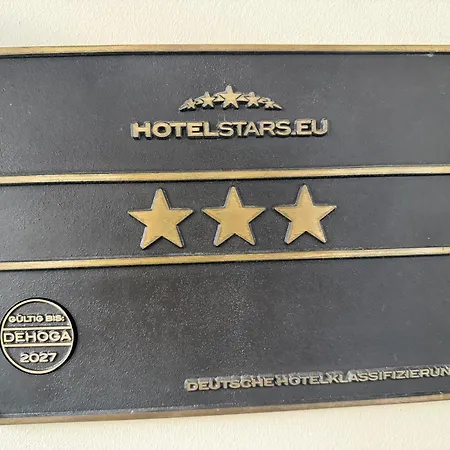 HOTELSTARS.EU
GÜLTIG BIS:
DEHOGA
2027
DEUTSCHE HOTELKLASSIFIZIERUN